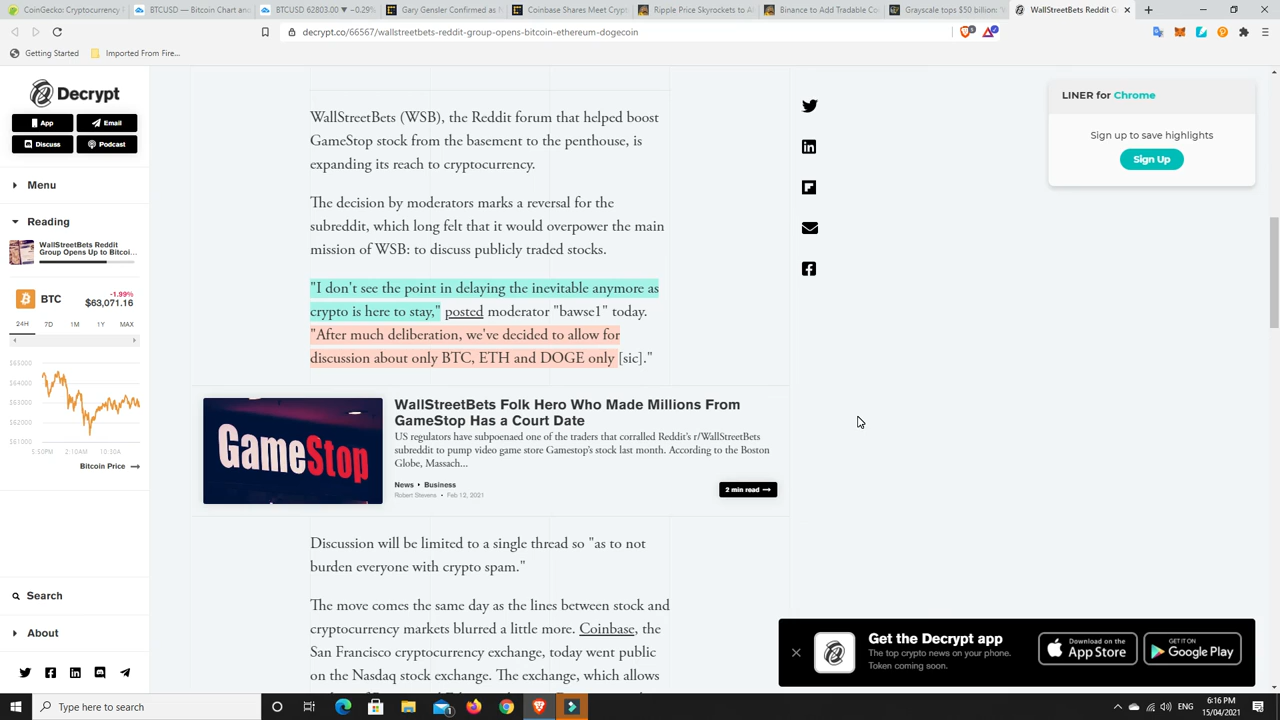 CoinGecko: Cryptocurrency
BTCUSD — Bitcoin Chart and
BTCUSD 62803.00 ▼ −0.29%
Gary Gensler Confirmed as
Coinbase Shares Meet Crypt
Ripple Price Skyrockets to A
Binance to Add Tradable Co
Grayscale tops $50 billion
WallStreetBets Reddit G
decrypt.co/66567/wallstreetbets-reddit-group-opens-bitcoin-ethereum-dogecoin
Getting Started
Imported From Fire...
Decrypt
App
Email
Discuss
Podcast
Menu
Reading
WallStreetBets Reddit
Group Opens Up to Bitcoi...
BTC
-1.99%
$63,071.16
24H 7D 1M 1Y MAX
$65000
$64000
$63000
$62000
$61000
5:50PM 2:10AM 10:30A
Bitcoin Price →
Search
About
WallStreetBets (WSB), the Reddit forum that helped boost
GameStop stock from the basement to the penthouse, is
expanding its reach to cryptocurrency.
The decision by moderators marks a reversal for the
subreddit, which long felt that it would overpower the main
mission of WSB: to discuss publicly traded stocks.
"I don't see the point in delaying the inevitable anymore as
crypto is here to stay," posted moderator "bawse1" today.
"After much deliberation, we've decided to allow for
discussion about only BTC, ETH and DOGE only [sic]."
GameStop
WallStreetBets Folk Hero Who Made Millions From
GameStop Has a Court Date
US regulators have subpoenaed one of the traders that corralled Reddit's r/WallStreetBets
subreddit to pump video game store Gamestop's stock last month. According to the Boston
Globe, Massach...
News • Business
Robert Stevens • Feb 12, 2021
2 min read →
Discussion will be limited to a single thread so "as to not
burden everyone with crypto spam."
The move comes the same day as the lines between stock and
cryptocurrency markets blurred a little more. Coinbase, the
San Francisco cryptocurrency exchange, today went public
on the Nasdaq stock exchange. The exchange, which allows
LINER for Chrome
Sign up to save highlights
Sign Up
Get the Decrypt app
The top crypto news on your phone.
Token coming soon.
Download on the
App Store
GET IT ON
Google Play
Type here to search
ENG
6:16 PM
15/04/2021